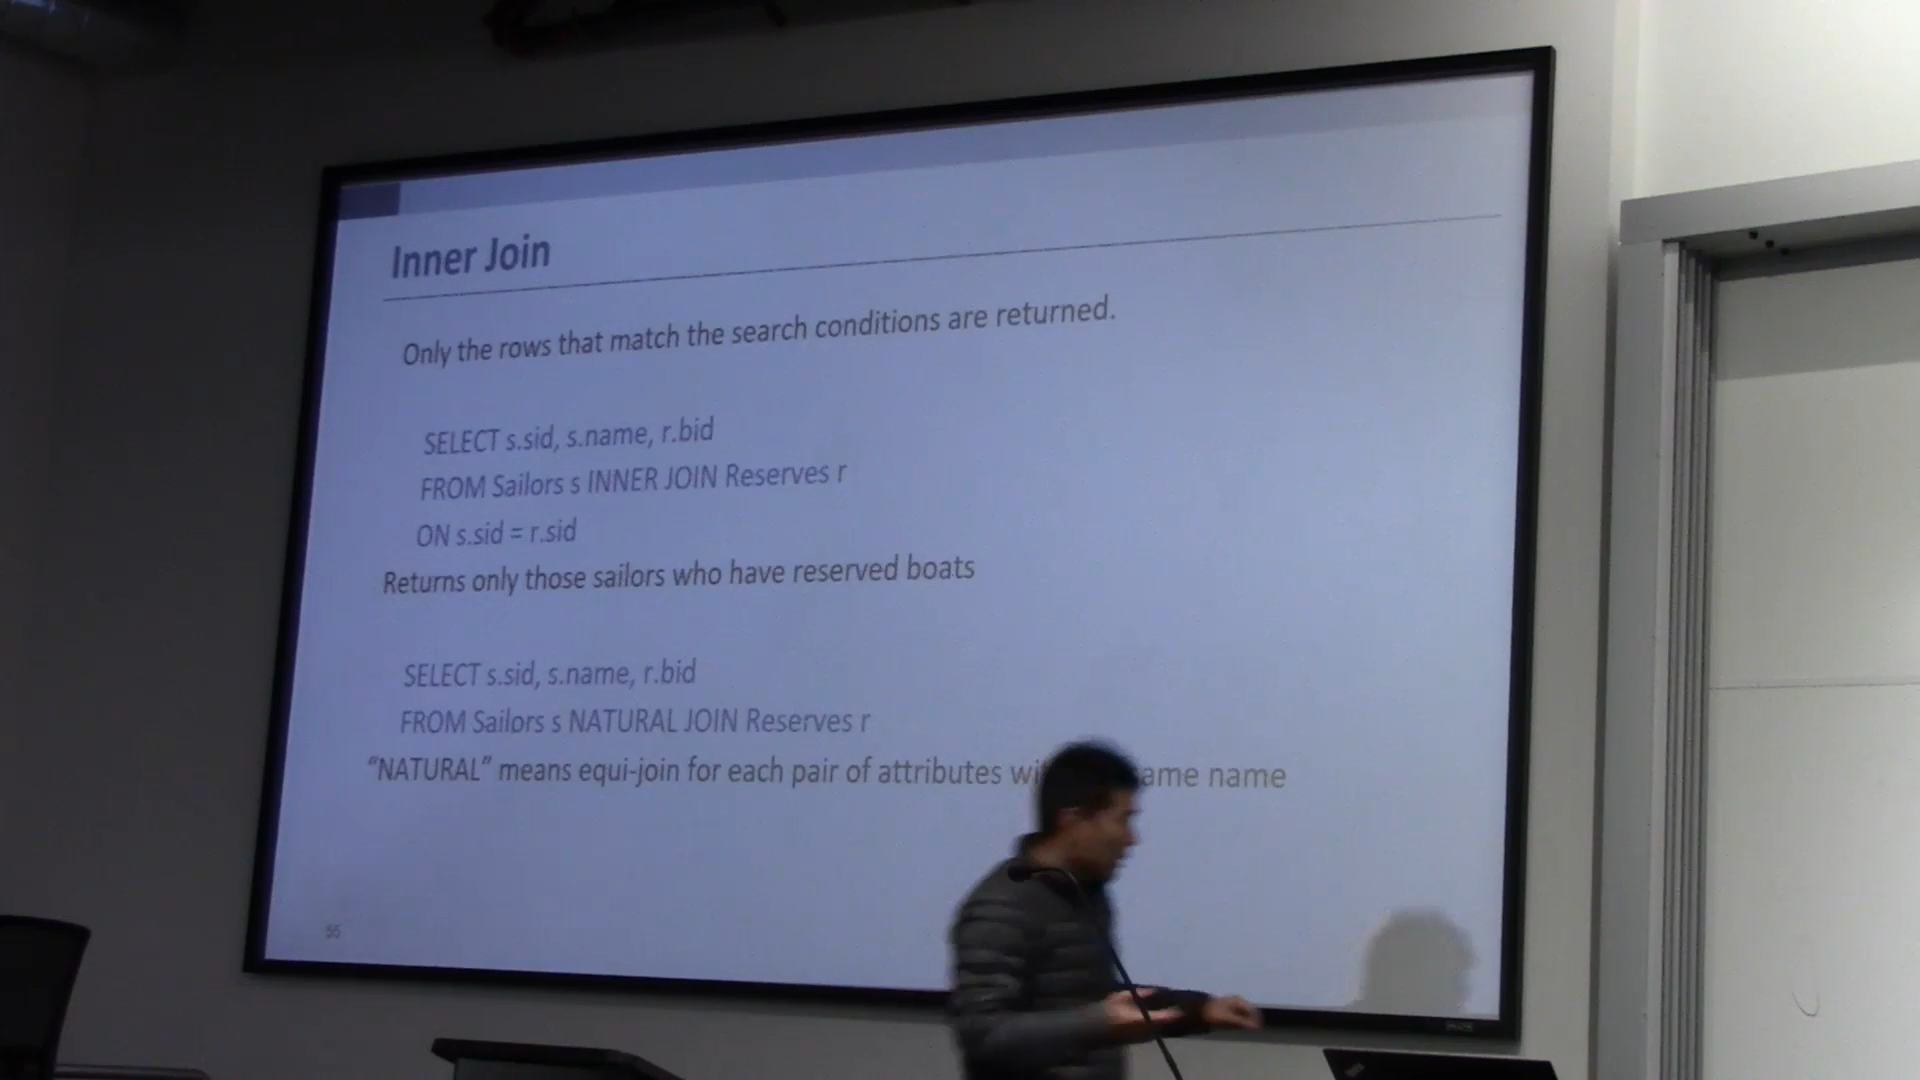 Inner Join
Only the rows that match the search conditions are returned.
SELECT s.sid, s.name, r.bid
FROM Sailors s INNER JOIN Reserves r
ON s.sid = r.sid
Returns only those sailors who have reserved boats
SELECT s.sid, s.name, r.bid
FROM Sailors s NATURAL JOIN Reserves r
“NATURAL” means equi-join for each pair of attributes name
55